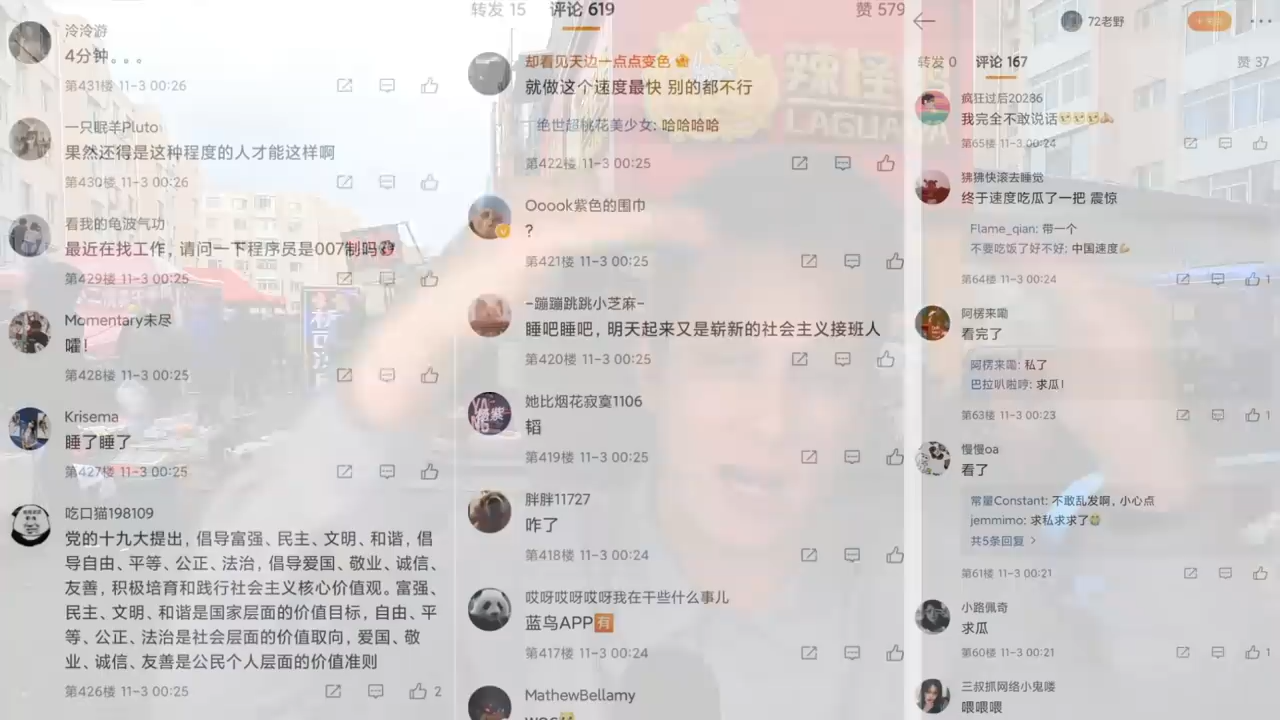 泠泠游
4分钟。。。
第431楼 11-3 00:26
一只眠羊Pluto
果然还得是这种程度的人才能这样啊
第430楼 11-3 00:26
看我的龟波气功
最近在找工作，请问一下程序员是007制吗
第429楼 11-3 00:25
Momentary未尽
嚯！
第428楼 11-3 00:25
Krisema
睡了睡了
第427楼 11-3 00:25
吃口猫198109
党的十九大提出，倡导富强、民主、文明、和谐，倡
导自由、平等、公正、法治，倡导爱国、敬业、诚信、
友善，积极培育和践行社会主义核心价值观。富强、
民主、文明、和谐是国家层面的价值目标，自由、平
等、公正、法治是社会层面的价值取向，爱国、敬
业、诚信、友善是公民个人层面的价值准则
第426楼 11-3 00:25
2
转发 15 评论 619 赞 579
却看见天边一点点变色
就做这个速度最快 别的都不行
绝世超桃花美少女: 哈哈哈哈
第422楼 11-3 00:25
Ooook紫色的围巾
?
第421楼 11-3 00:25
-蹦蹦跳跳小芝麻-
睡吧睡吧，明天起来又是崭新的社会主义接班人
第420楼 11-3 00:25
她比烟花寂寞1106
韬
第419楼 11-3 00:25
胖胖11727
咋了
第418楼 11-3 00:24
哎呀哎呀哎呀我在干些什么事儿
蓝鸟APP有
第417楼 11-3 00:24
MathewBellamy
72老野
转发 0 评论 167 赞 37
疯狂过后20286
我完全不敢说话
第65楼 11-3 00:24
狒狒快滚去睡觉
终于速度吃瓜了一把 震惊
Flame_qian: 带一个
不要吃饭了好不好: 中国速度
第64楼 11-3 00:24
1
阿楞来嘞
看完了
阿楞来嘞: 私了
巴拉叭啦哼: 求瓜！
第63楼 11-3 00:23
1
慢慢oa
看了
常量Constant: 不敢乱发啊，小心点
jemmimo: 求私求求了
共5条回复 >
第61楼 11-3 00:21
小路佩奇
求瓜
第60楼 11-3 00:21
1
三叔抓网络小鬼喽
喂喂喂